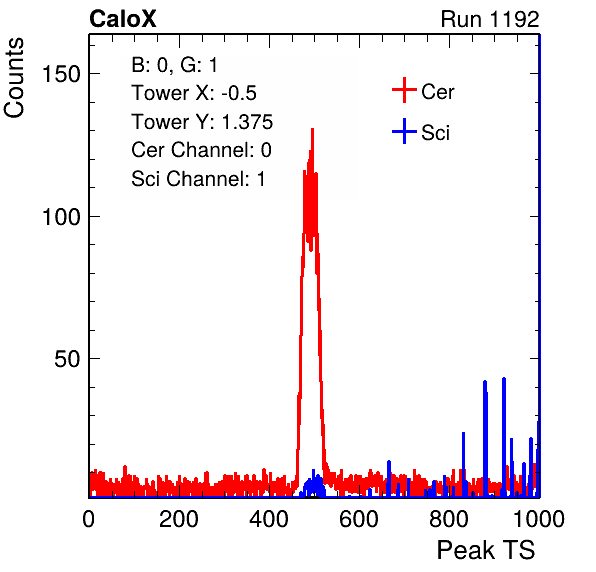 CaloX Run 1192
Counts
150
100
50
B: 0, G: 1
Tower X: -0.5
Tower Y: 1.375
Cer Channel: 0
Sci Channel: 1
Cer
Sci
0 200 400 600 800 1000
Peak TS